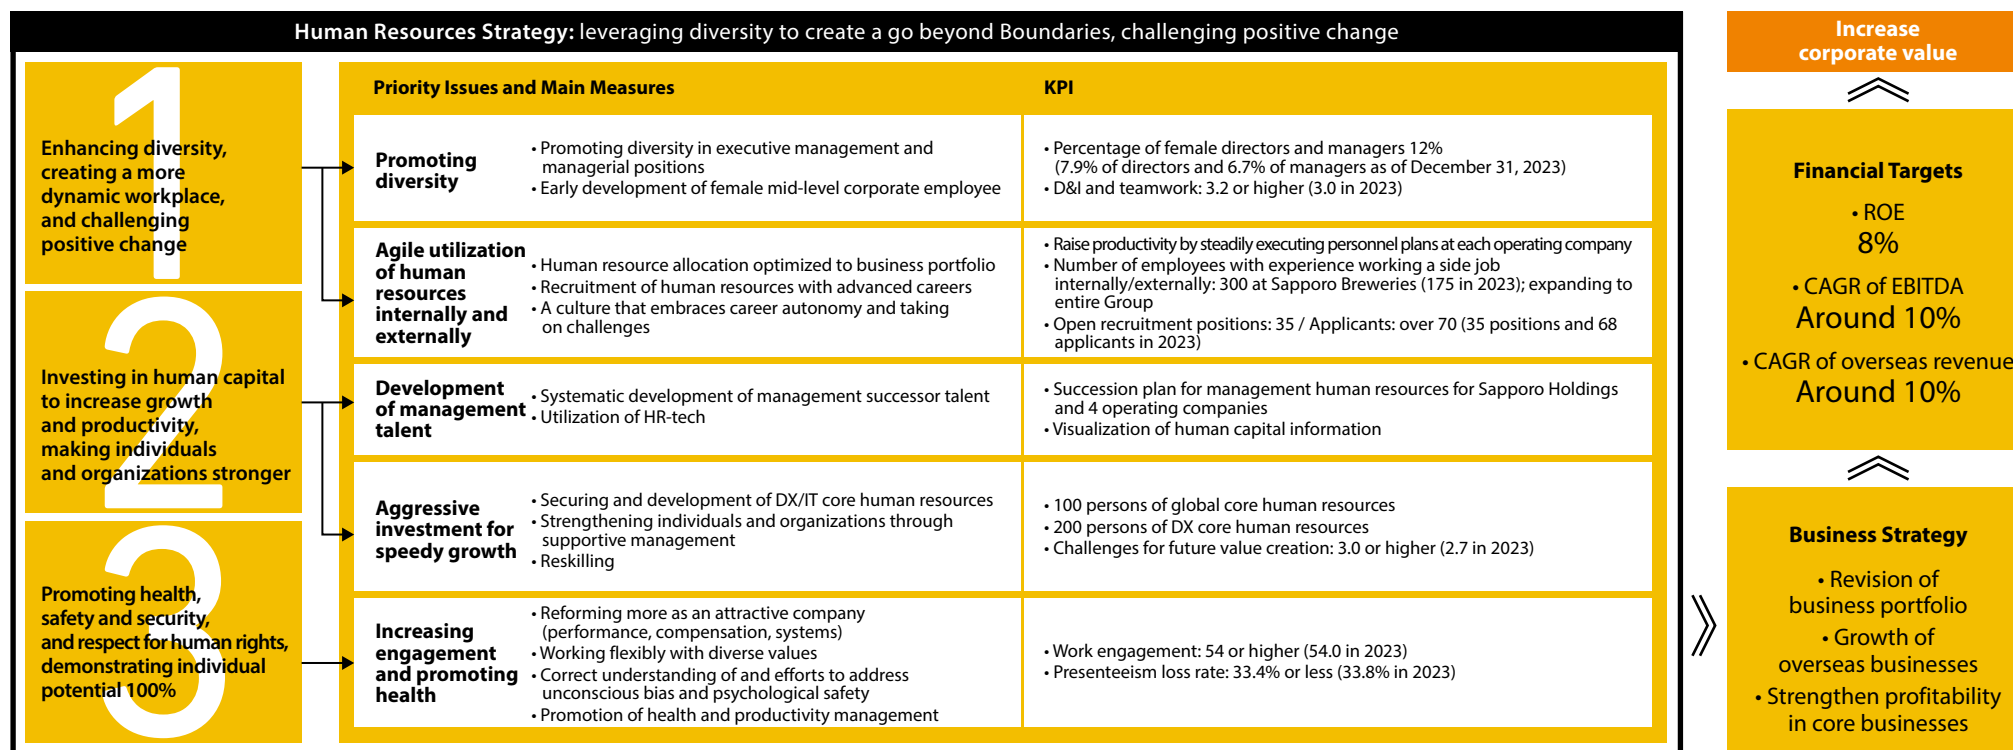 Human Resources Strategy: leveraging diversity to create a go beyond Boundaries, challenging positive change
1
Enhancing diversity,
creating a more
dynamic workplace,
and challenging
positive change
2
Investing in human capital
to increase growth
and productivity,
making individuals
and organizations stronger
3
Promoting health,
safety and security,
and respect for human rights,
demonstrating individual
potential 100%
Priority Issues and Main Measures
KPI
Promoting
diversity
• Promoting diversity in executive management and
managerial positions
• Early development of female mid-level corporate employee
• Percentage of female directors and managers 12%
(7.9% of directors and 6.7% of managers as of December 31, 2023)
• D&I and teamwork: 3.2 or higher (3.0 in 2023)
Agile utilization
of human
resources
internally and
externally
• Human resource allocation optimized to business portfolio
• Recruitment of human resources with advanced careers
• A culture that embraces career autonomy and taking
on challenges
• Raise productivity by steadily executing personnel plans at each operating company
• Number of employees with experience working a side job
internally/externally: 300 at Sapporo Breweries (175 in 2023); expanding to
entire Group
• Open recruitment positions: 35 / Applicants: over 70 (35 positions and 68
applicants in 2023)
Development
of management
talent
• Systematic development of management successor talent
• Utilization of HR-tech
• Succession plan for management human resources for Sapporo Holdings
and 4 operating companies
• Visualization of human capital information
Aggressive
investment for
speedy growth
• Securing and development of DX/IT core human resources
• Strengthening individuals and organizations through
supportive management
• Reskilling
• 100 persons of global core human resources
• 200 persons of DX core human resources
• Challenges for future value creation: 3.0 or higher (2.7 in 2023)
Increasing
engagement
and promoting
health
• Reforming more as an attractive company
(performance, compensation, systems)
• Working flexibly with diverse values
• Correct understanding of and efforts to address
unconscious bias and psychological safety
• Promotion of health and productivity management
• Work engagement: 54 or higher (54.0 in 2023)
• Presenteeism loss rate: 33.4% or less (33.8% in 2023)
Increase
corporate value
Financial Targets
• ROE
8%
• CAGR of EBITDA
Around 10%
• CAGR of overseas revenue
Around 10%
Business Strategy
• Revision of
business portfolio
• Growth of
overseas businesses
• Strengthen profitability
in core businesses